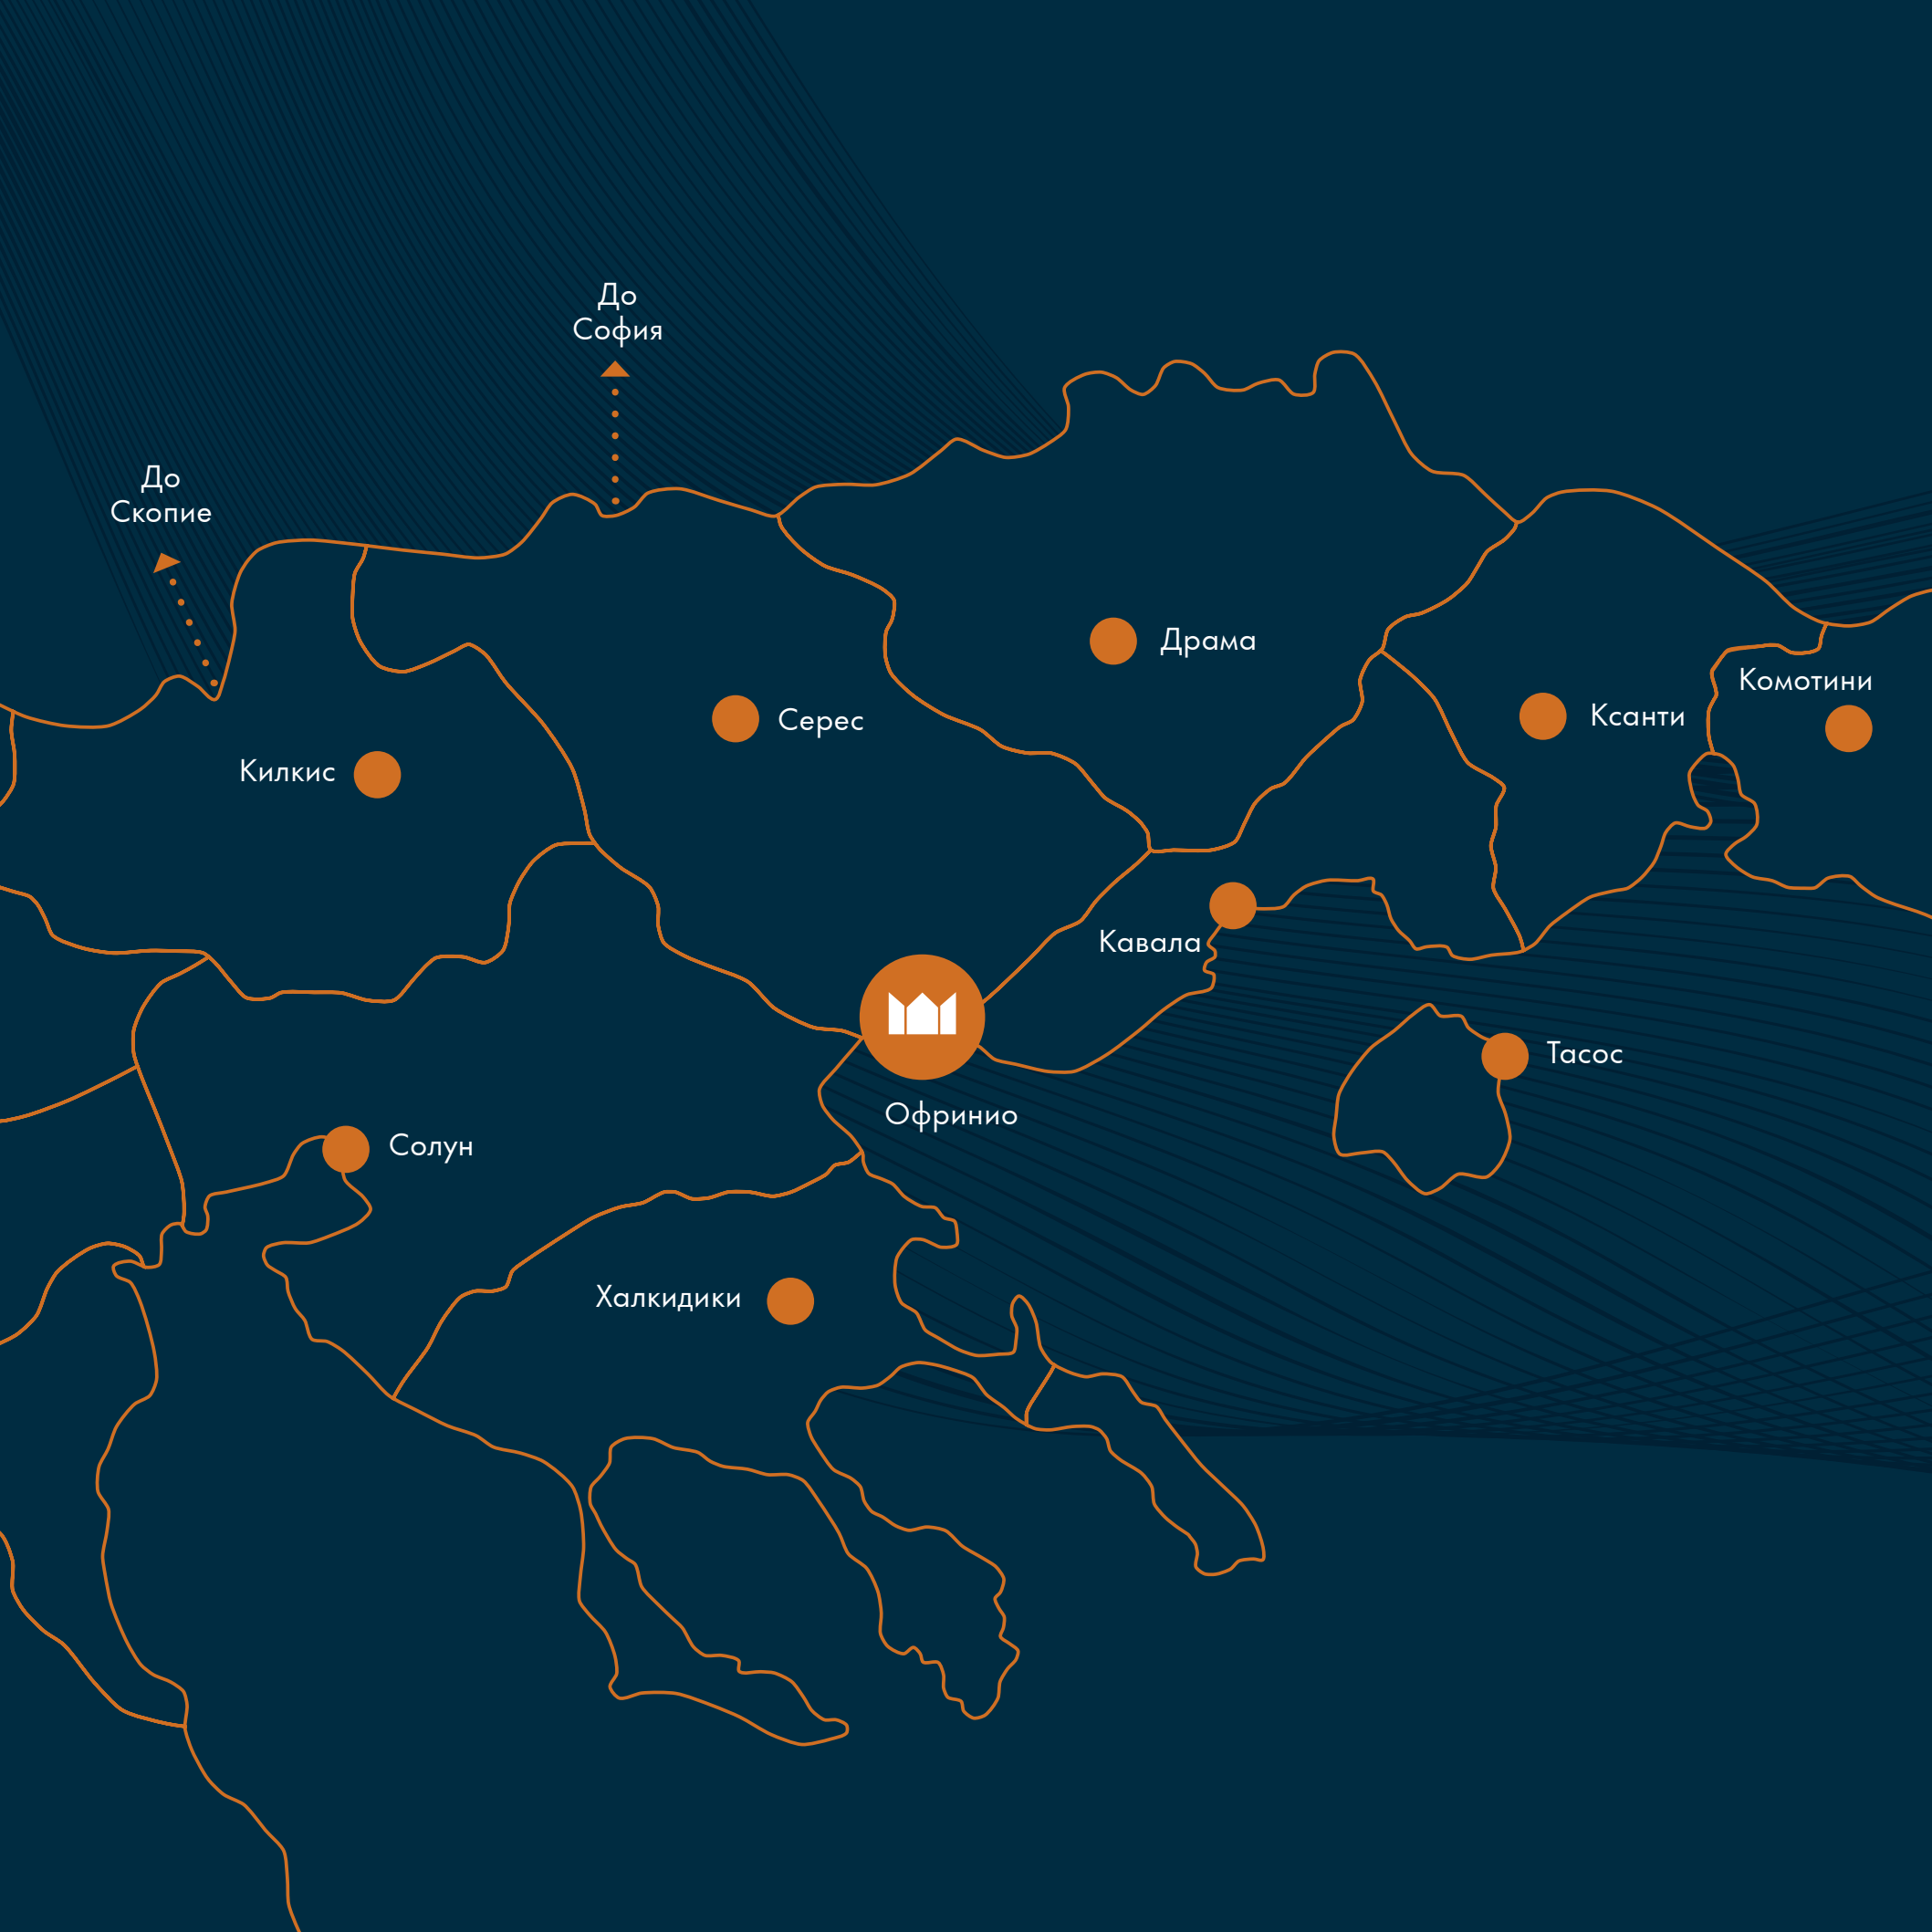 До
София
До
Скопие
Драма
Комотини
Ксанти
Серес
Килкис
Кавала
Тасос
Офринио
Солун
Халкидики